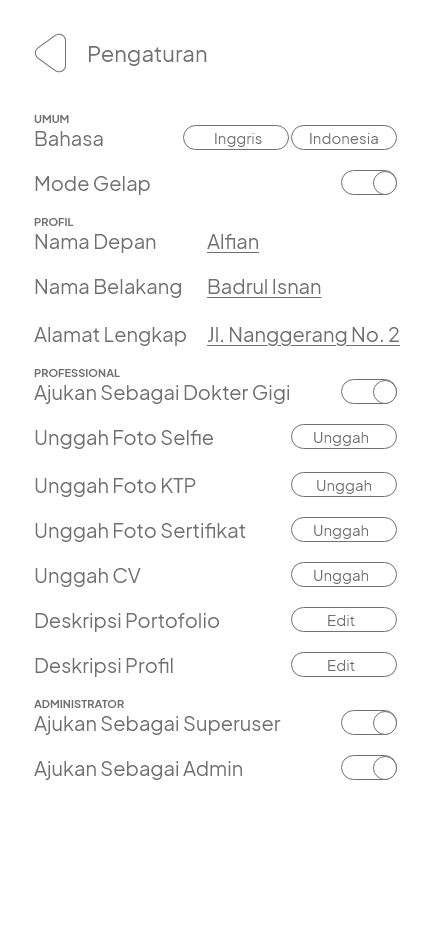 Pengaturan
UMUM
Bahasa Inggris Indonesia
Mode Gelap
PROFIL
Nama Depan Alfian
Nama Belakang Badrul Isnan
Alamat Lengkap Jl. Nanggerang No. 2
PROFESSIONAL
Ajukan Sebagai Dokter Gigi
Unggah Foto Selfie Unggah
Unggah Foto KTP Unggah
Unggah Foto Sertifikat Unggah
Unggah CV Unggah
Deskripsi Portofolio Edit
Deskripsi Profil Edit
ADMINISTRATOR
Ajukan Sebagai Superuser
Ajukan Sebagai Admin